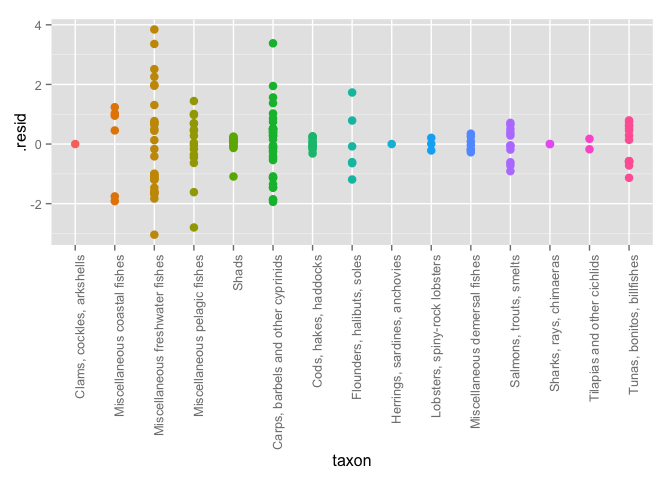 4
2
0
-2
.resid
Clams, cockles, arkshells
Miscellaneous coastal fishes
Miscellaneous freshwater fishes
Miscellaneous pelagic fishes
Shads
Carps, barbels and other cyprinids
Cods, hakes, haddocks
Flounders, halibuts, soles
Herrings, sardines, anchovies
Lobsters, spiny-rock lobsters
Miscellaneous demersal fishes
Salmons, trouts, smelts
Sharks, rays, chimaeras
Tilapias and other cichlids
Tunas, bonitos, billfishes
taxon